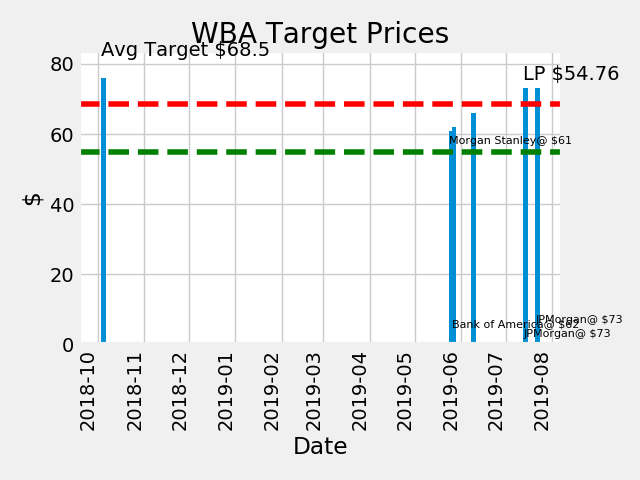 WBA Target Prices
Avg Target $68.5
LP $54.76
80
60
40
20
0
$
Morgan Stanley@ $61
Bank of America@ $62
JPMorgan@ $73
JPMorgan@ $73
2018-10
2018-11
2018-12
2019-01
2019-02
2019-03
2019-04
2019-05
2019-06
2019-07
2019-08
Date